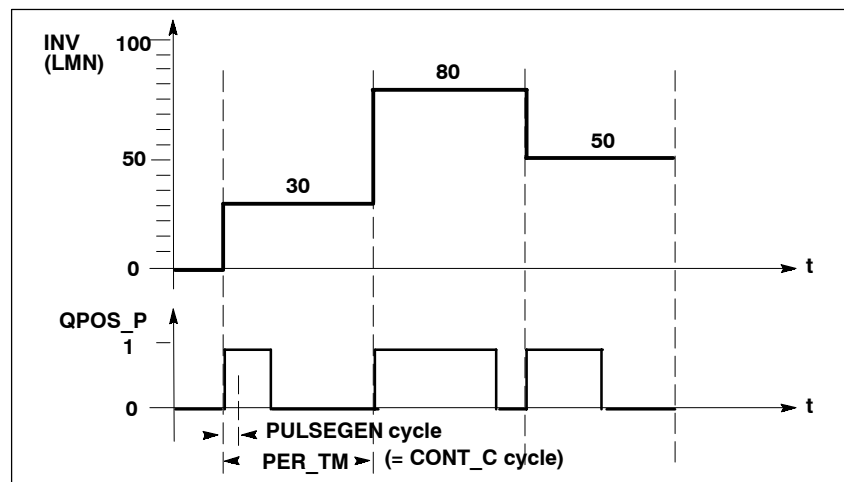 INV
(LMN)
100
80
50
50
30
0
t
QPOS_P
1
0
t
PULSEGEN cycle
PER_TM (= CONT_C cycle)